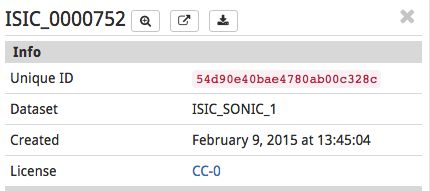 ISIC_0000752
Info
Unique ID 54d90e40bae4780ab00c328c
Dataset ISIC_SONIC_1
Created February 9, 2015 at 13:45:04
License CC-0